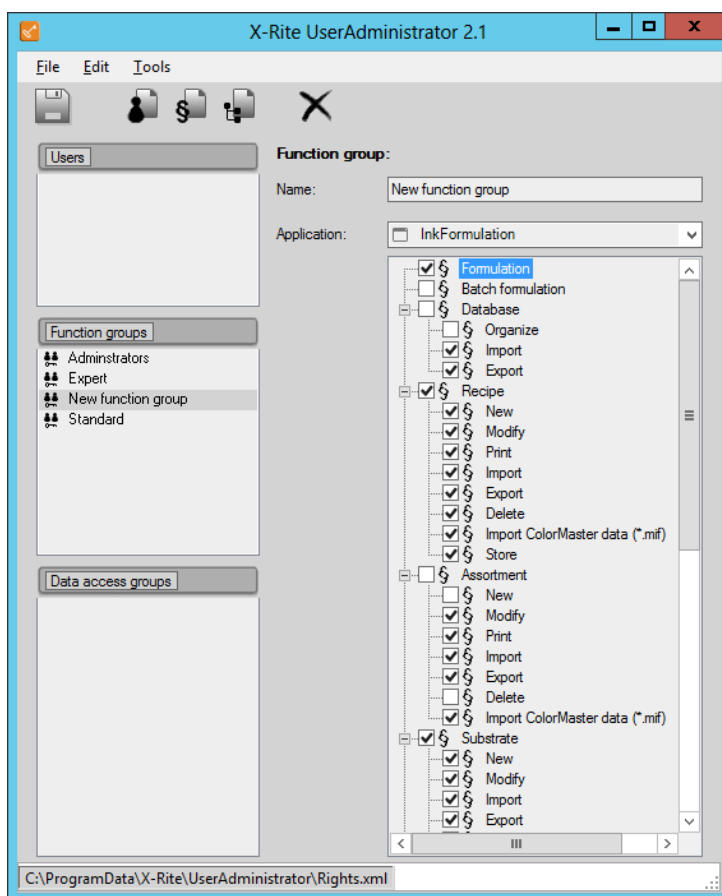 X-Rite UserAdministrator 2.1
File Edit Tools
Users
Function groups
Adminstrators
Expert
New function group
Standard
Data access groups
Function group:
Name: New function group
Application: InkFormulation
§ Formulation
§ Batch formulation
§ Database
§ Organize
§ Import
§ Export
§ Recipe
§ New
§ Modify
§ Print
§ Import
§ Export
§ Delete
§ Import ColorMaster data (*.mif)
§ Store
§ Assortment
§ New
§ Modify
§ Print
§ Import
§ Export
§ Delete
§ Import ColorMaster data (*.mif)
§ Substrate
§ New
§ Modify
§ Import
§ Export
C:\ProgramData\X-Rite\UserAdministrator\Rights.xml